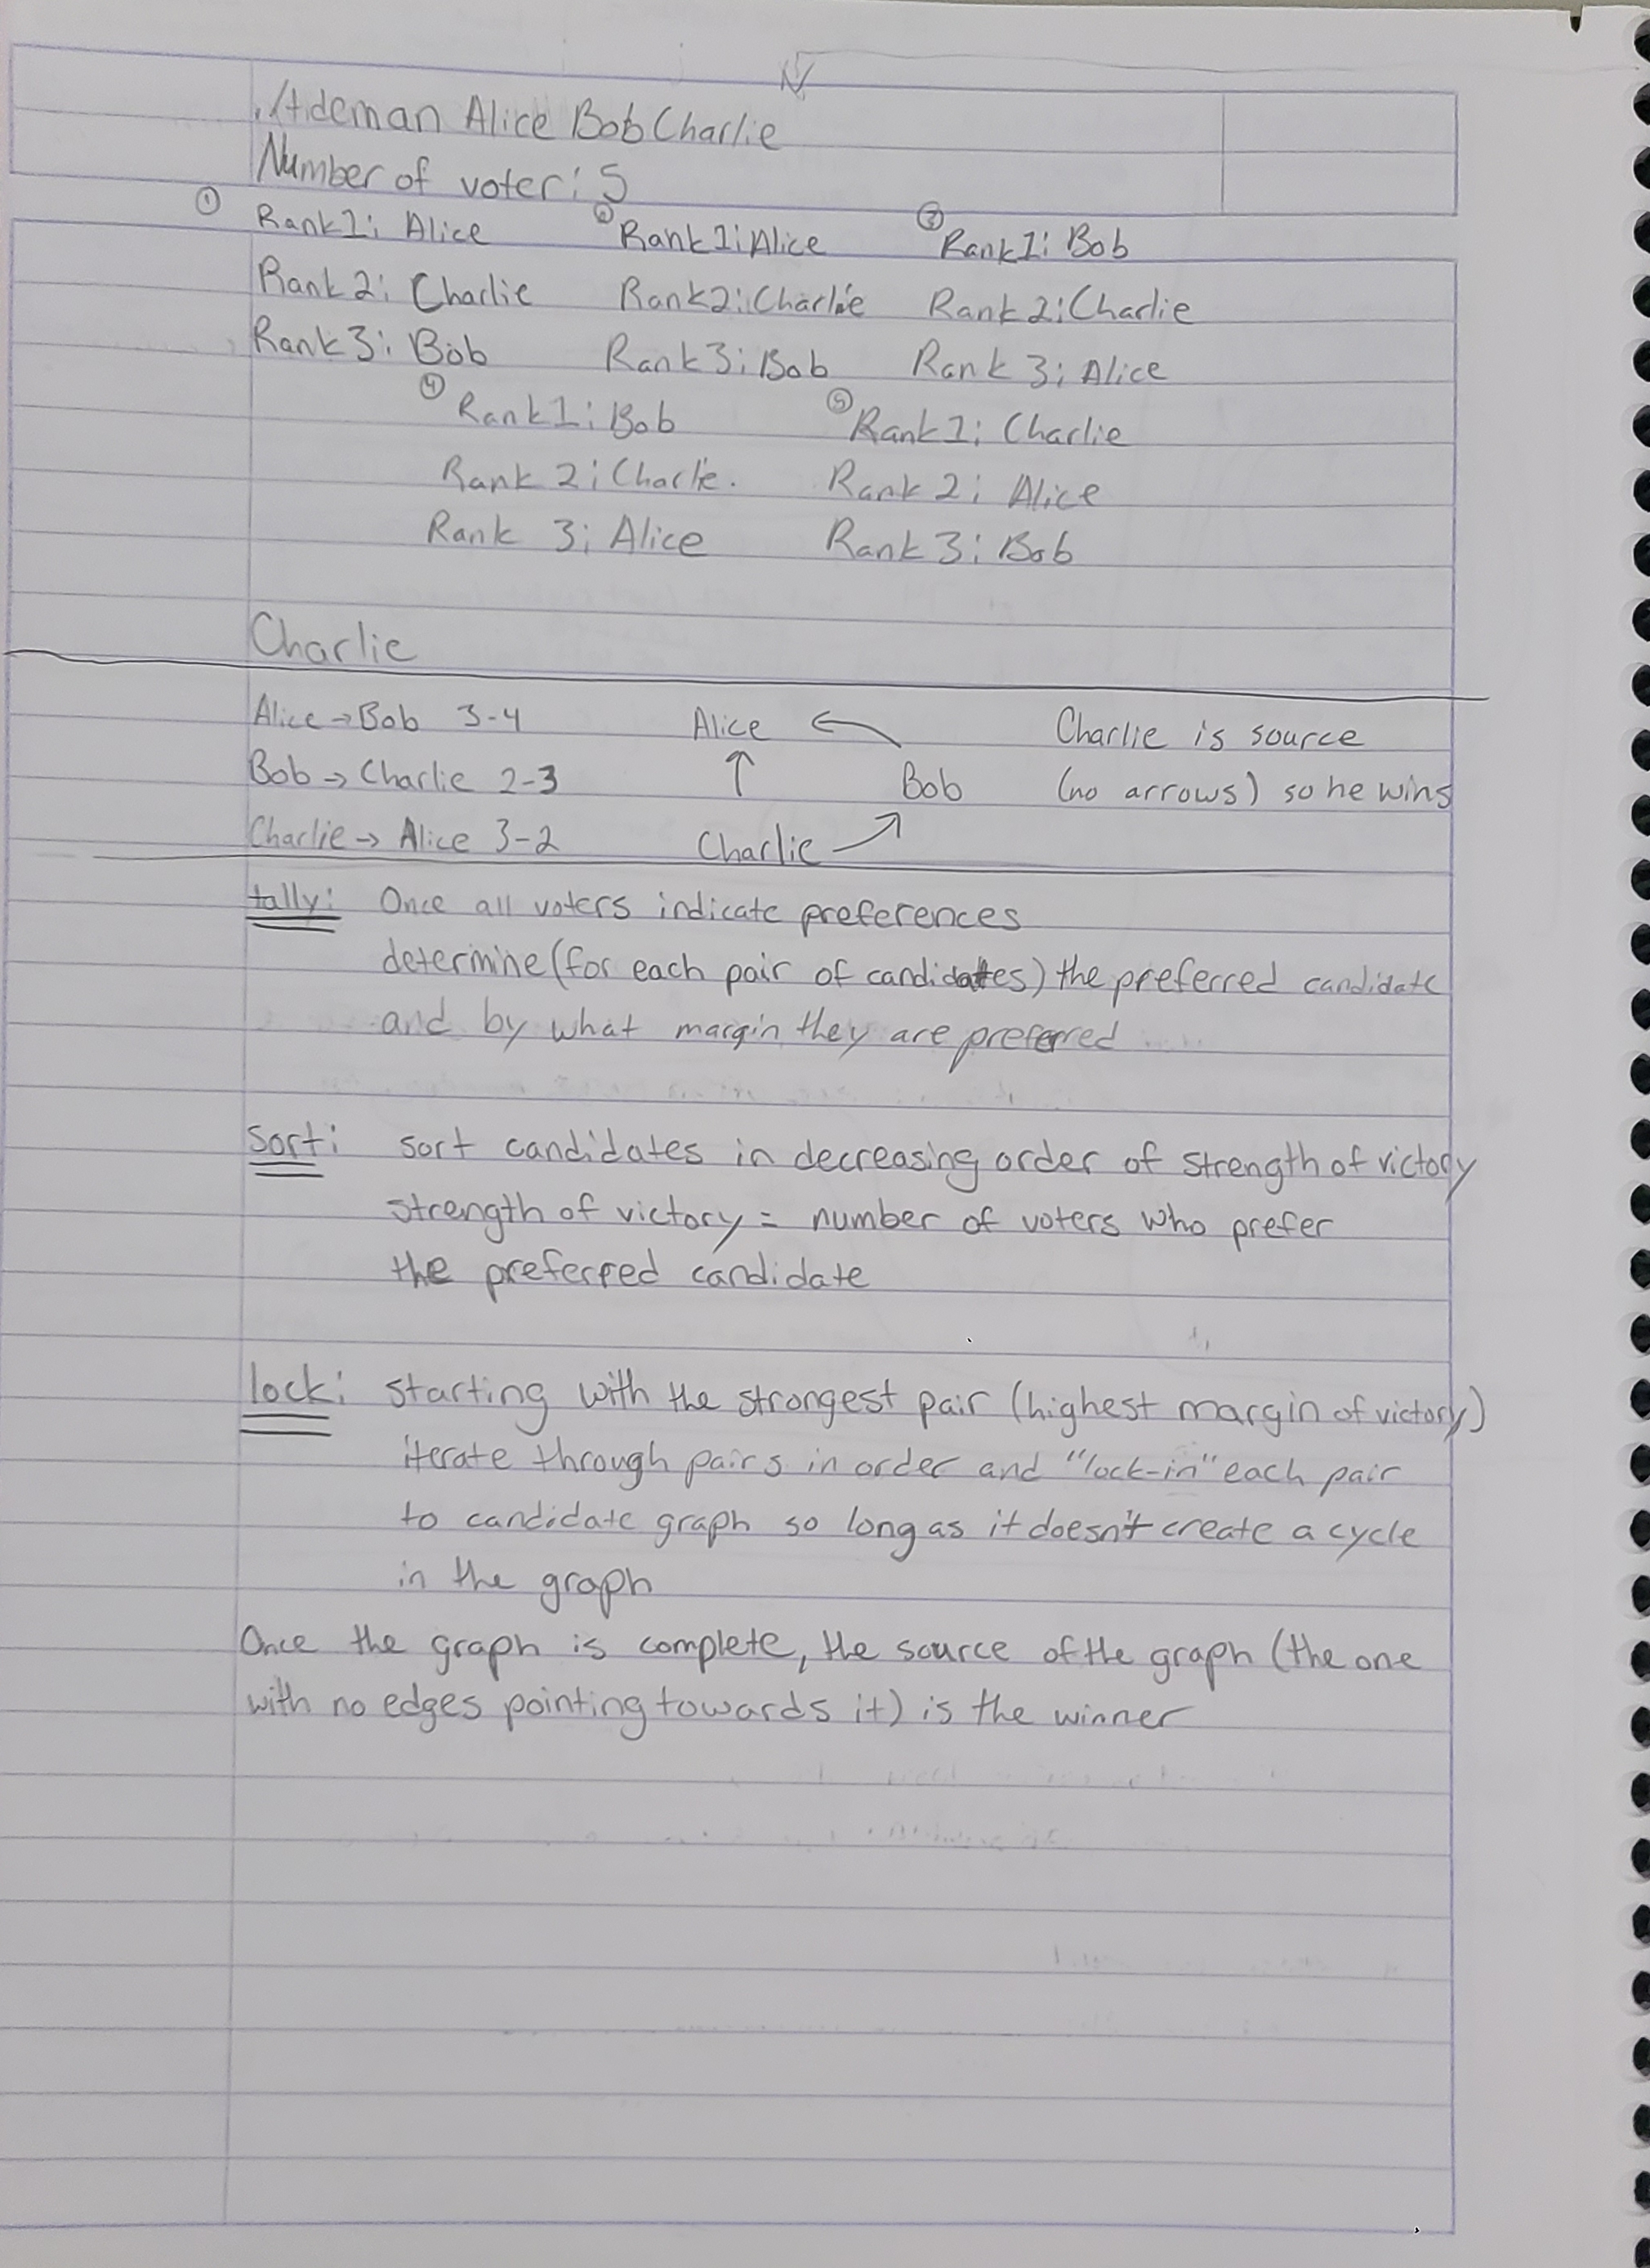 ./tideman Alice Bob Charlie
Number of voter: 5
① Rank 1: Alice ② Rank 1: Alice ③ Rank 1: Bob
Rank 2: Charlie Rank 2: Charlie Rank 2: Charlie
Rank 3: Bob Rank 3: Bob Rank 3: Alice
④ Rank 1: Bob ⑤ Rank 1: Charlie
Rank 2: Charlie. Rank 2: Alice
Rank 3: Alice Rank 3: Bob
Charlie
Alice → Bob 3-4 Alice ← Charlie is source
Bob → Charlie 2-3 ↑ Bob (no arrows) so he wins
Charlie → Alice 3-2 Charlie ↗
tally: Once all voters indicate preferences
determine (for each pair of candidates) the preferred candidate
and by what margin they are preferred
sort: sort candidates in decreasing order of strength of victory
strength of victory = number of voters who prefer
the preferred candidate
lock: starting with the strongest pair (highest margin of victory)
iterate through pairs in order and "lock-in" each pair
to candidate graph so long as it doesn't create a cycle
in the graph
Once the graph is complete, the source of the graph (the one
with no edges pointing towards it) is the winner